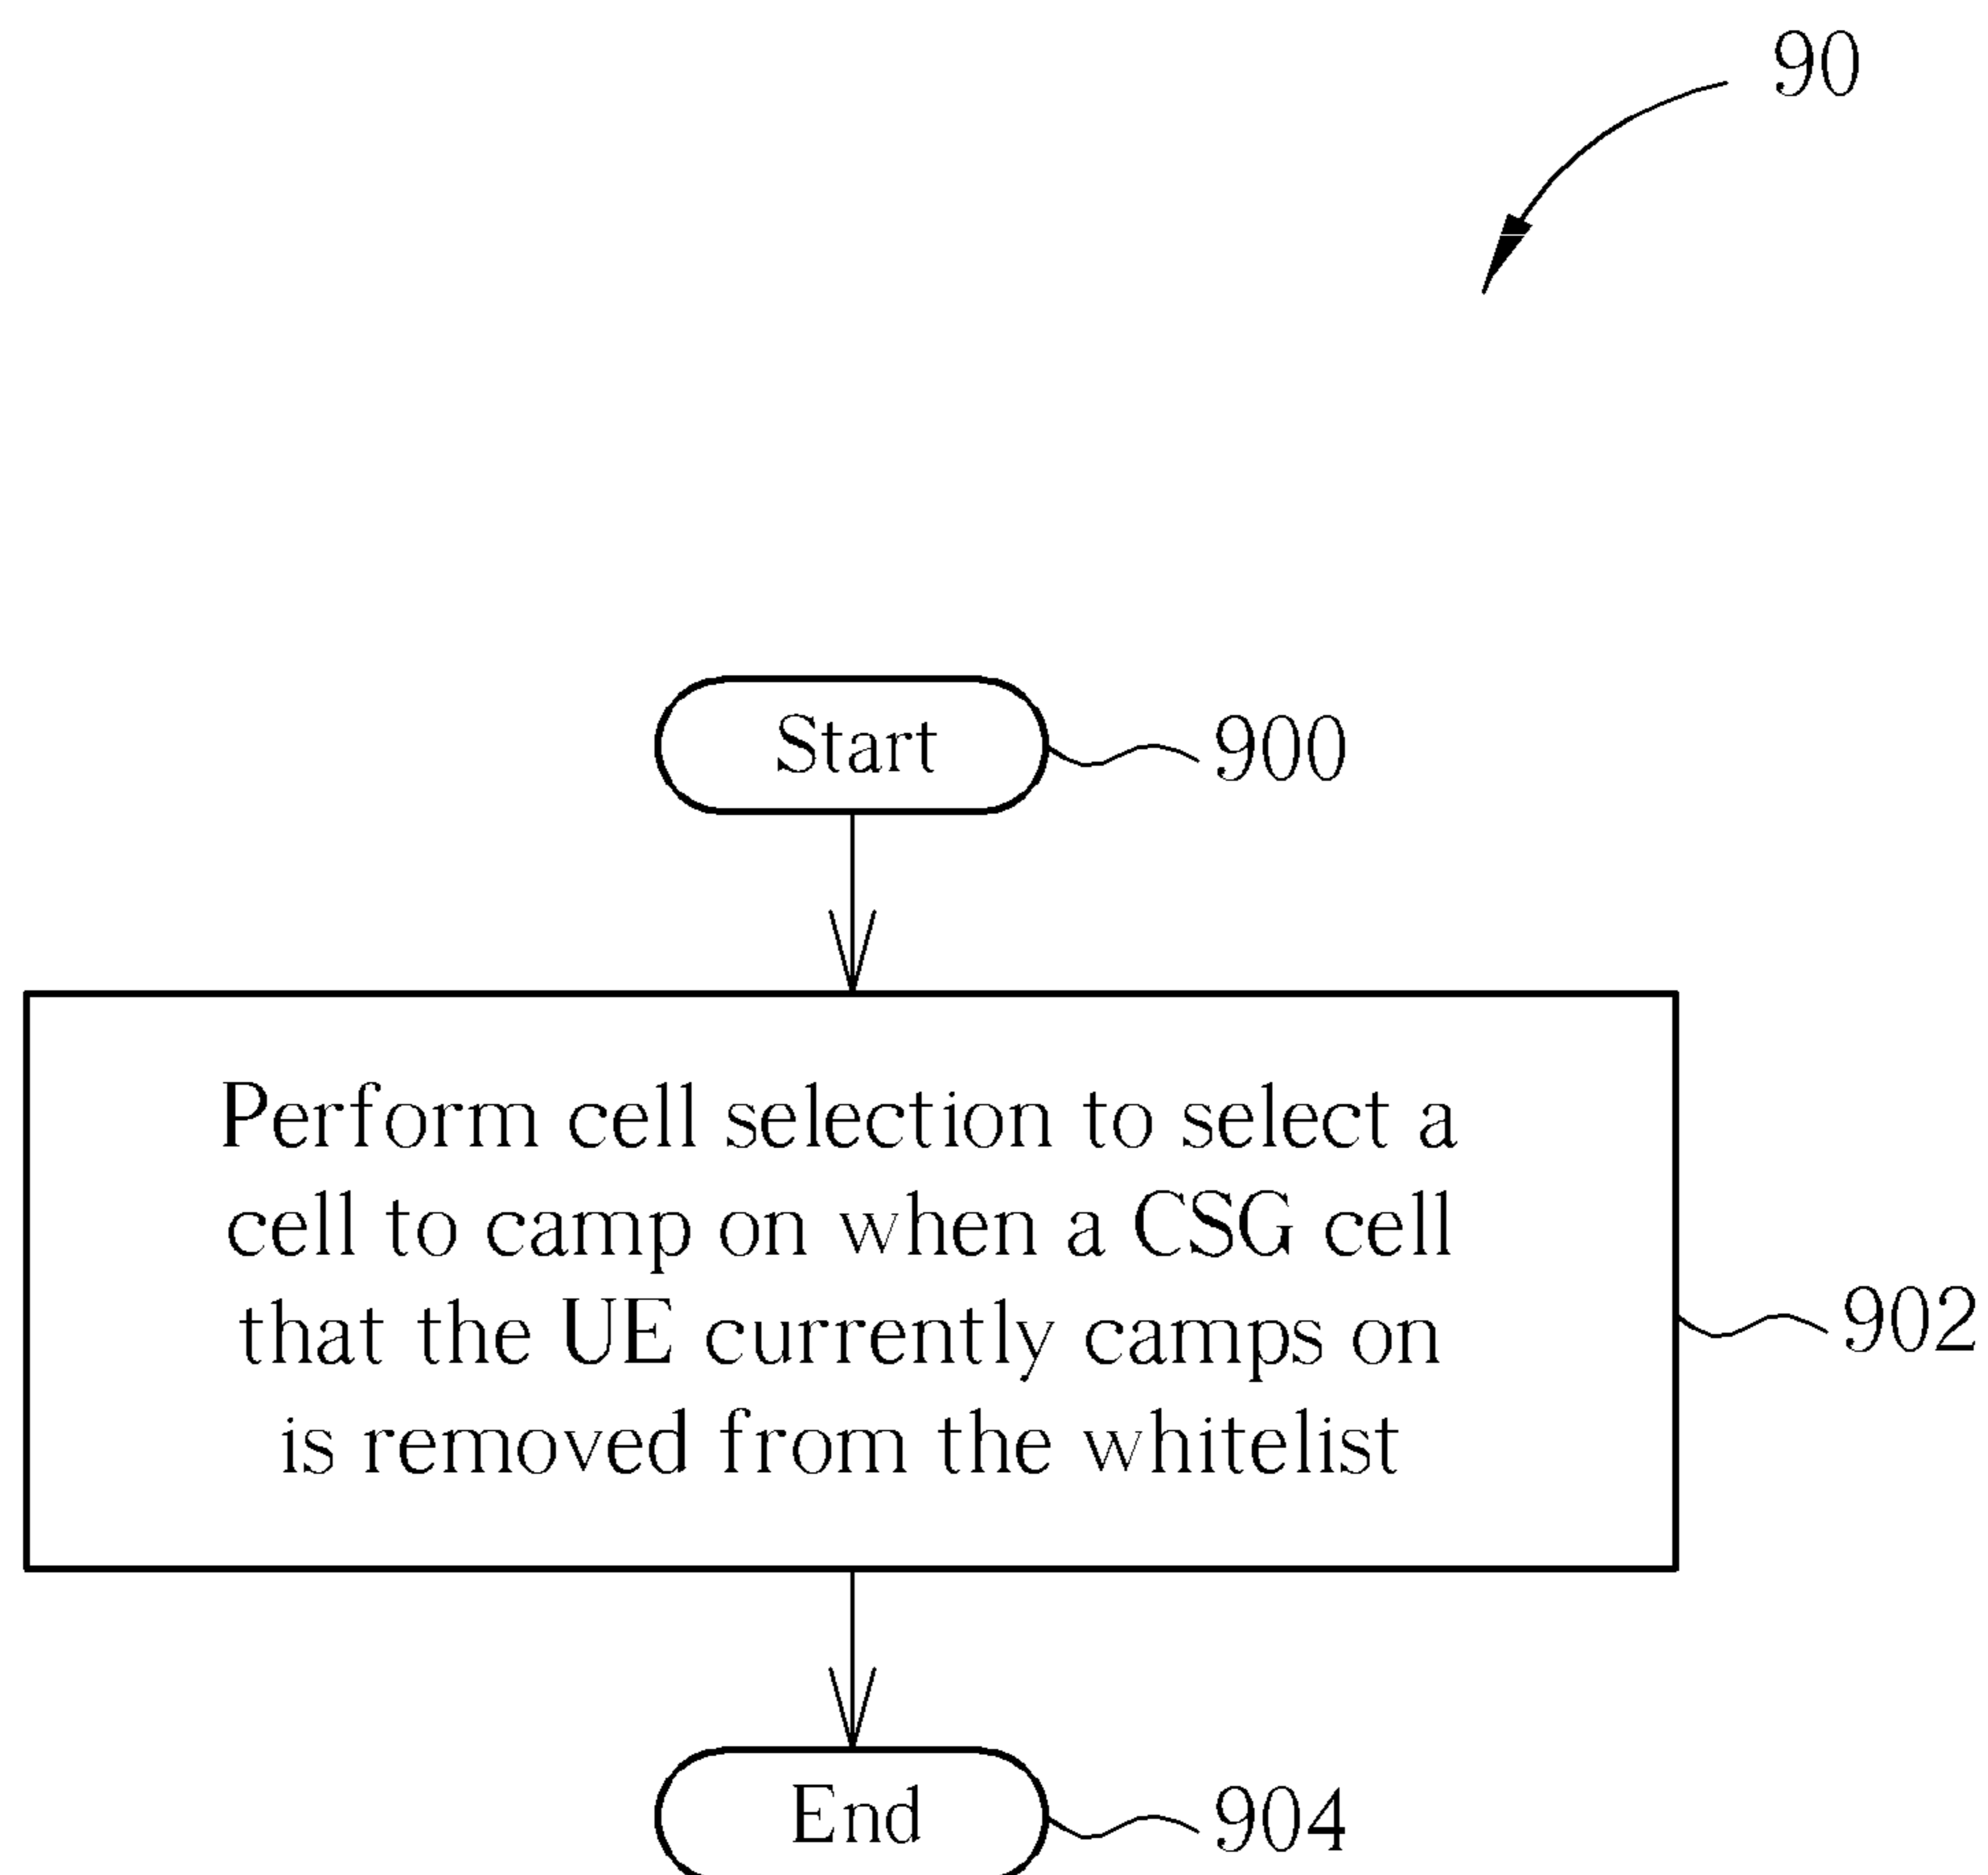 90
Start
900
Perform cell selection to select a
cell to camp on when a CSG cell
that the UE currently camps on
is removed from the whitelist
902
End
904